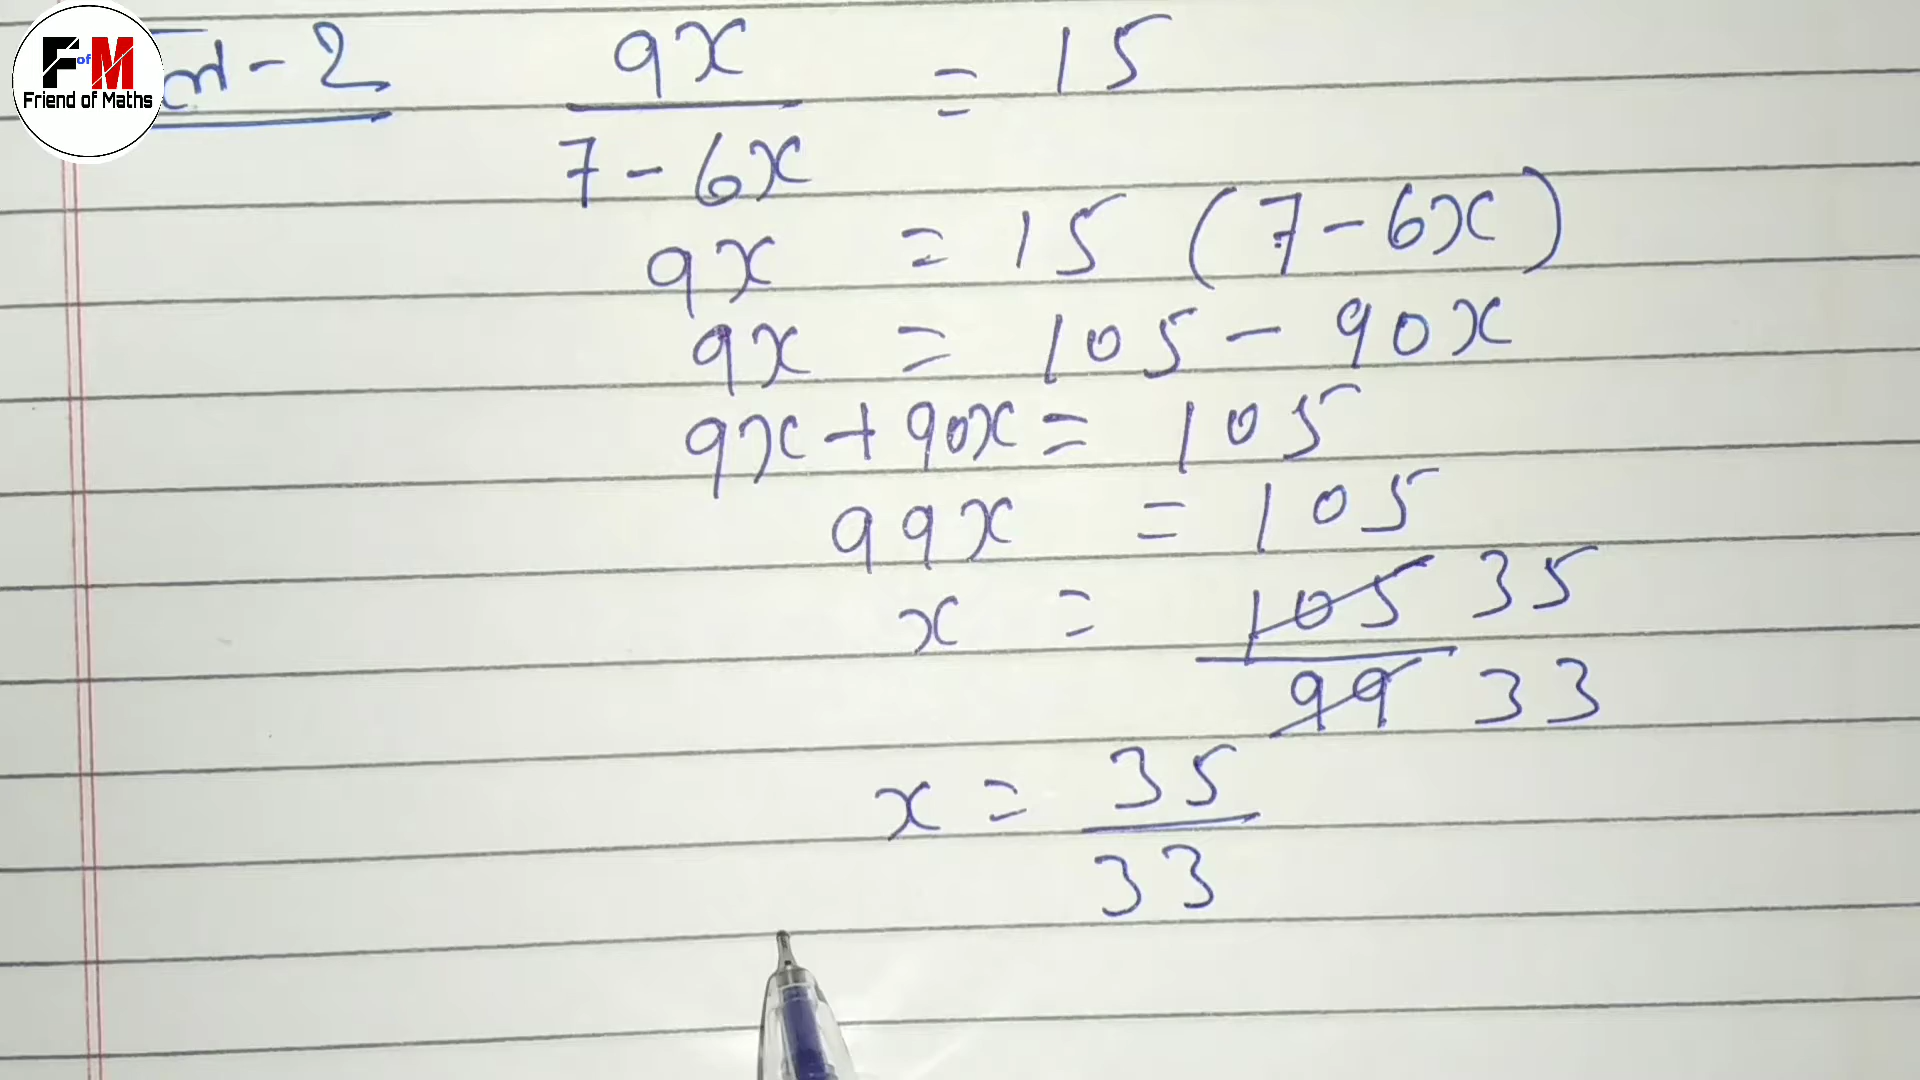 FofM
Friend of Maths
- 2
9x / 7 - 6x = 15
9x = 15 (7 - 6x)
9x = 105 - 90x
9x + 90x = 105
99x = 105
x = 105 / 99 35 / 33
x = 35 / 33